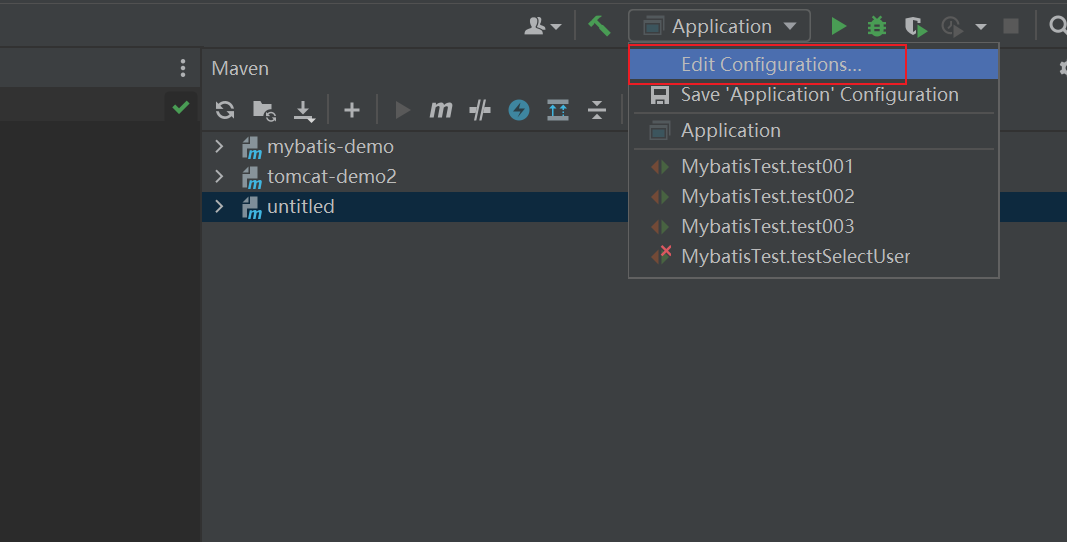 Application
Maven
Edit Configurations...
Save 'Application' Configuration
m
Application
mybatis-demo
MybatisTest.test001
tomcat-demo2
MybatisTest.test002
untitled
MybatisTest.test003
MybatisTest.testSelectUser